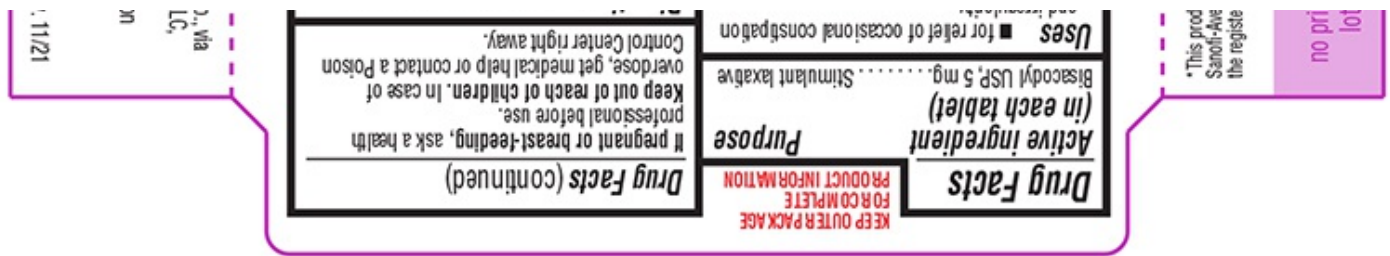 Drug Facts
KEEP OUTER PACKAGE
FOR COMPLETE
PRODUCT INFORMATION
Active ingredient
(in each tablet)
Purpose
Bisacodyl USP, 5 mg........Stimulant laxative
Uses ■ for relief of occasional constipation
Drug Facts (continued)
If pregnant or breast-feeding, ask a health
professional before use.
Keep out of reach of children. In case of
overdose, get medical help or contact a Poison
Control Center right away.
*This prod
Sanofi-Ave
the registe
no pri
lot
., via
LC,
on
11/21